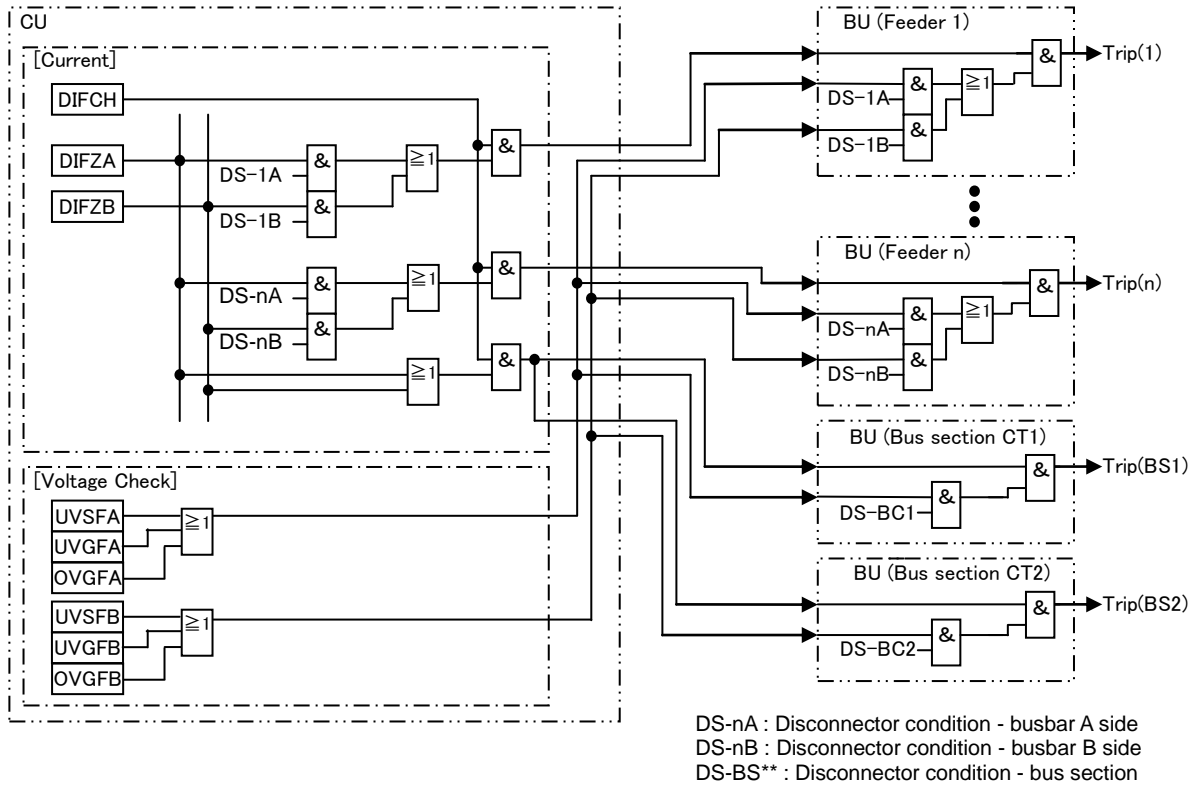 CU
[Current]
DIFCH
DIFZA
DIFZB
DS-1A
&
DS-1B
&
≧1
&
DS-nA
&
DS-nB
&
≧1
&
≧1
&
[Voltage Check]
UVSFA
UVGFA
OVGFA
≧1
UVSFB
UVGFB
OVGFB
≧1
BU (Feeder 1)
DS-1A
&
DS-1B
&
≧1
&
Trip(1)
BU (Feeder n)
DS-nA
&
DS-nB
&
≧1
&
Trip(n)
BU (Bus section CT1)
DS-BC1
&
&
Trip(BS1)
BU (Bus section CT2)
DS-BC2
&
&
Trip(BS2)
DS-nA : Disconnector condition - busbar A side
DS-nB : Disconnector condition - busbar B side
DS-BS** : Disconnector condition - bus section